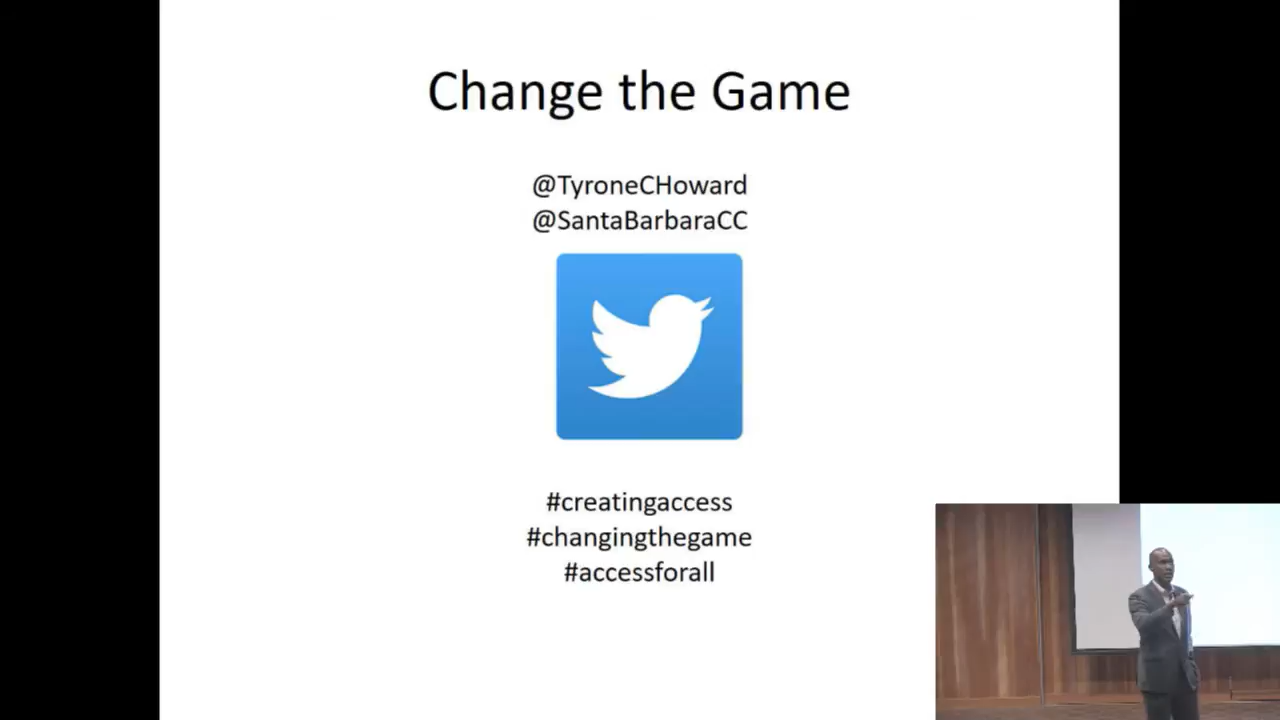 Change the Game
@TyroneCHoward
@SantaBarbaraCC
#creatingaccess
#changingthegame
#accessforall